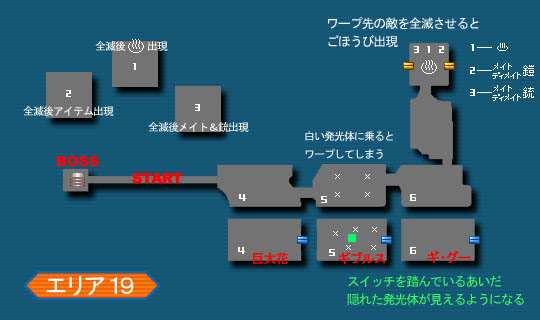 ワープ先の敵を全滅させると
ごほうび出現
全滅後♨出現
1
2
全滅後アイテム出現
3
全滅後メイト&銃出現
3 1 2
♨
1―♨
2―メイト ディメイト 鎧
3―メイト ディメイト 銃
白い発光体に乗ると
ワープしてしまう
BOSS
START
4
5
6
4
巨大花
5
ギブルス
6
ギ・グー
エリア19
スイッチを踏んでいるあいだ
隠れた発光体が見えるようになる